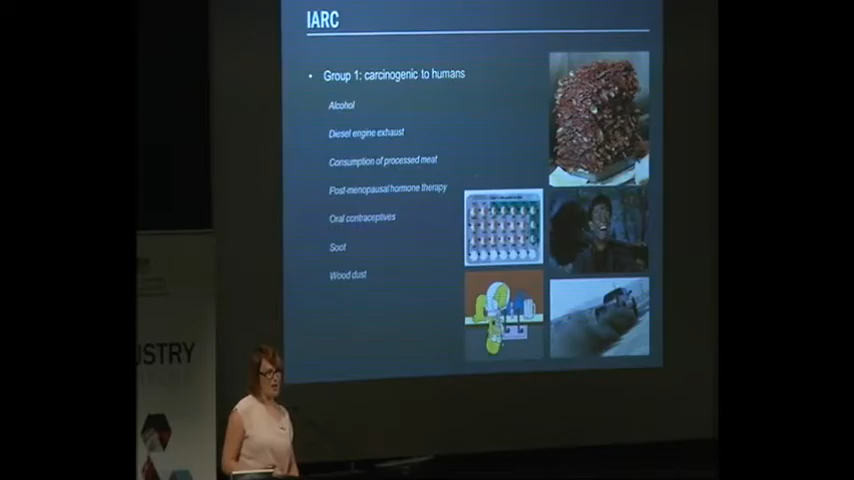 IARC
• Group 1: carcinogenic to humans
Alcohol
Diesel engine exhaust
Consumption of processed meat
Post-menopausal hormone therapy
Oral contraceptives
Soot
Wood dust
USTRY